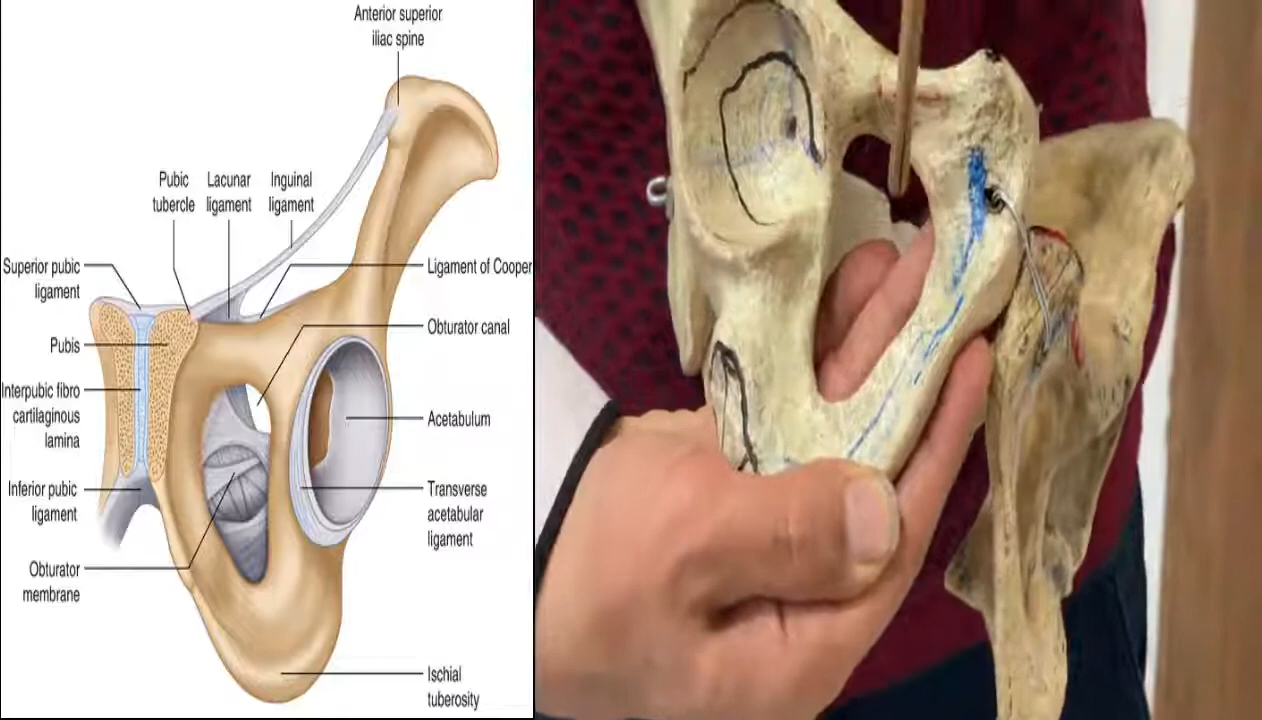 Anterior superior
iliac spine
Pubic
tubercle
Lacunar
ligament
Inguinal
ligament
Superior pubic
ligament
Ligament of Cooper
Obturator canal
Pubis
Interpubic fibro
cartilaginous
lamina
Acetabulum
Inferior pubic
ligament
Transverse
acetabular
ligament
Obturator
membrane
Ischial
tuberosity